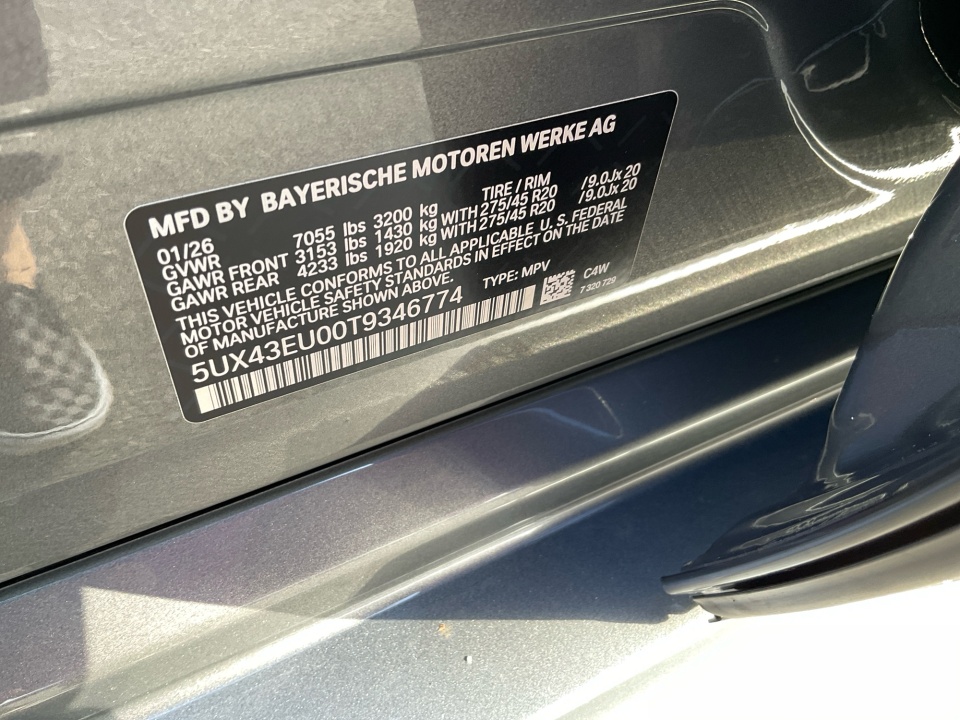 MFD BY BAYERISCHE MOTOREN WERKE AG
01/26 TIRE / RIM
GVWR 7055 lbs 3200 kg
GAWR FRONT 3153 lbs 1430 kg WITH 275/45 R20 /9.0Jx 20
GAWR REAR 4233 lbs 1920 kg WITH 275/45 R20 /9.0Jx 20
THIS VEHICLE CONFORMS TO ALL APPLICABLE U. S. FEDERAL
MOTOR VEHICLE SAFETY STANDARDS IN EFFECT ON THE DATE
OF MANUFACTURE SHOWN ABOVE.
5UX43EU00T9346774 TYPE: MPV
C4W
7 320 729